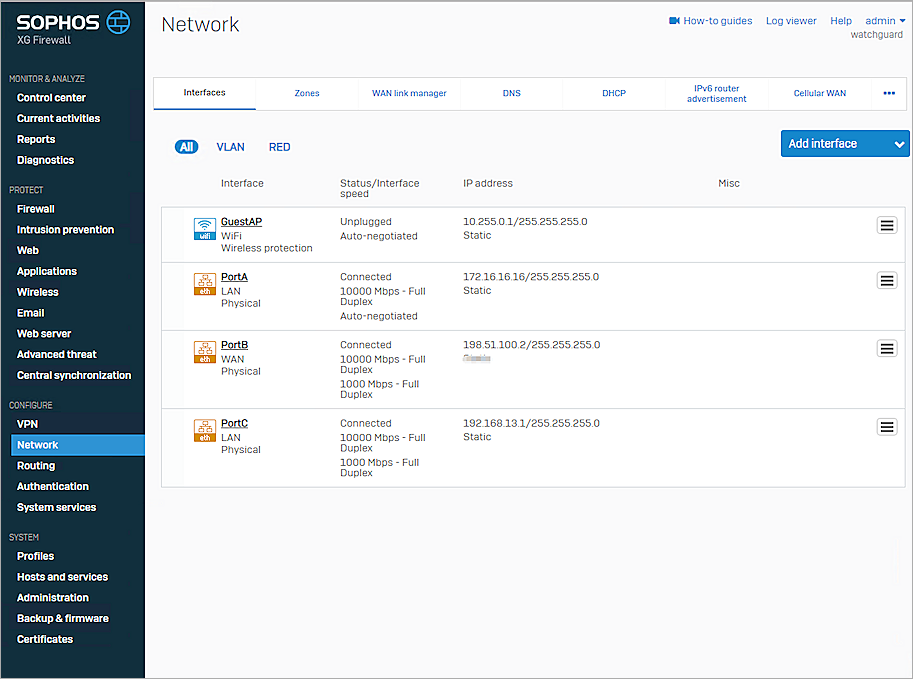 SOPHOS
XG Firewall
Network
How-to guides
Log viewer
Help
admin
watchguard
MONITOR & ANALYZE
Control center
Current activities
Reports
Diagnostics
PROTECT
Firewall
Intrusion prevention
Web
Applications
Wireless
Email
Web server
Advanced threat
Central synchronization
CONFIGURE
VPN
Network
Routing
Authentication
System services
SYSTEM
Profiles
Hosts and services
Administration
Backup & firmware
Certificates
Interfaces
Zones
WAN link manager
DNS
DHCP
IPv6 router
advertisement
Cellular WAN
All
VLAN
RED
Add interface
Interface
Status/Interface
speed
IP address
Misc
wifi
GuestAP
WiFi
Wireless protection
Unplugged
Auto-negotiated
10.255.0.1/255.255.255.0
Static
eth
PortA
LAN
Physical
Connected
10000 Mbps - Full
Duplex
Auto-negotiated
172.16.16.16/255.255.255.0
Static
eth
PortB
WAN
Physical
Connected
10000 Mbps - Full
Duplex
1000 Mbps - Full
Duplex
198.51.100.2/255.255.255.0
eth
PortC
LAN
Physical
Connected
10000 Mbps - Full
Duplex
1000 Mbps - Full
Duplex
192.168.13.1/255.255.255.0
Static